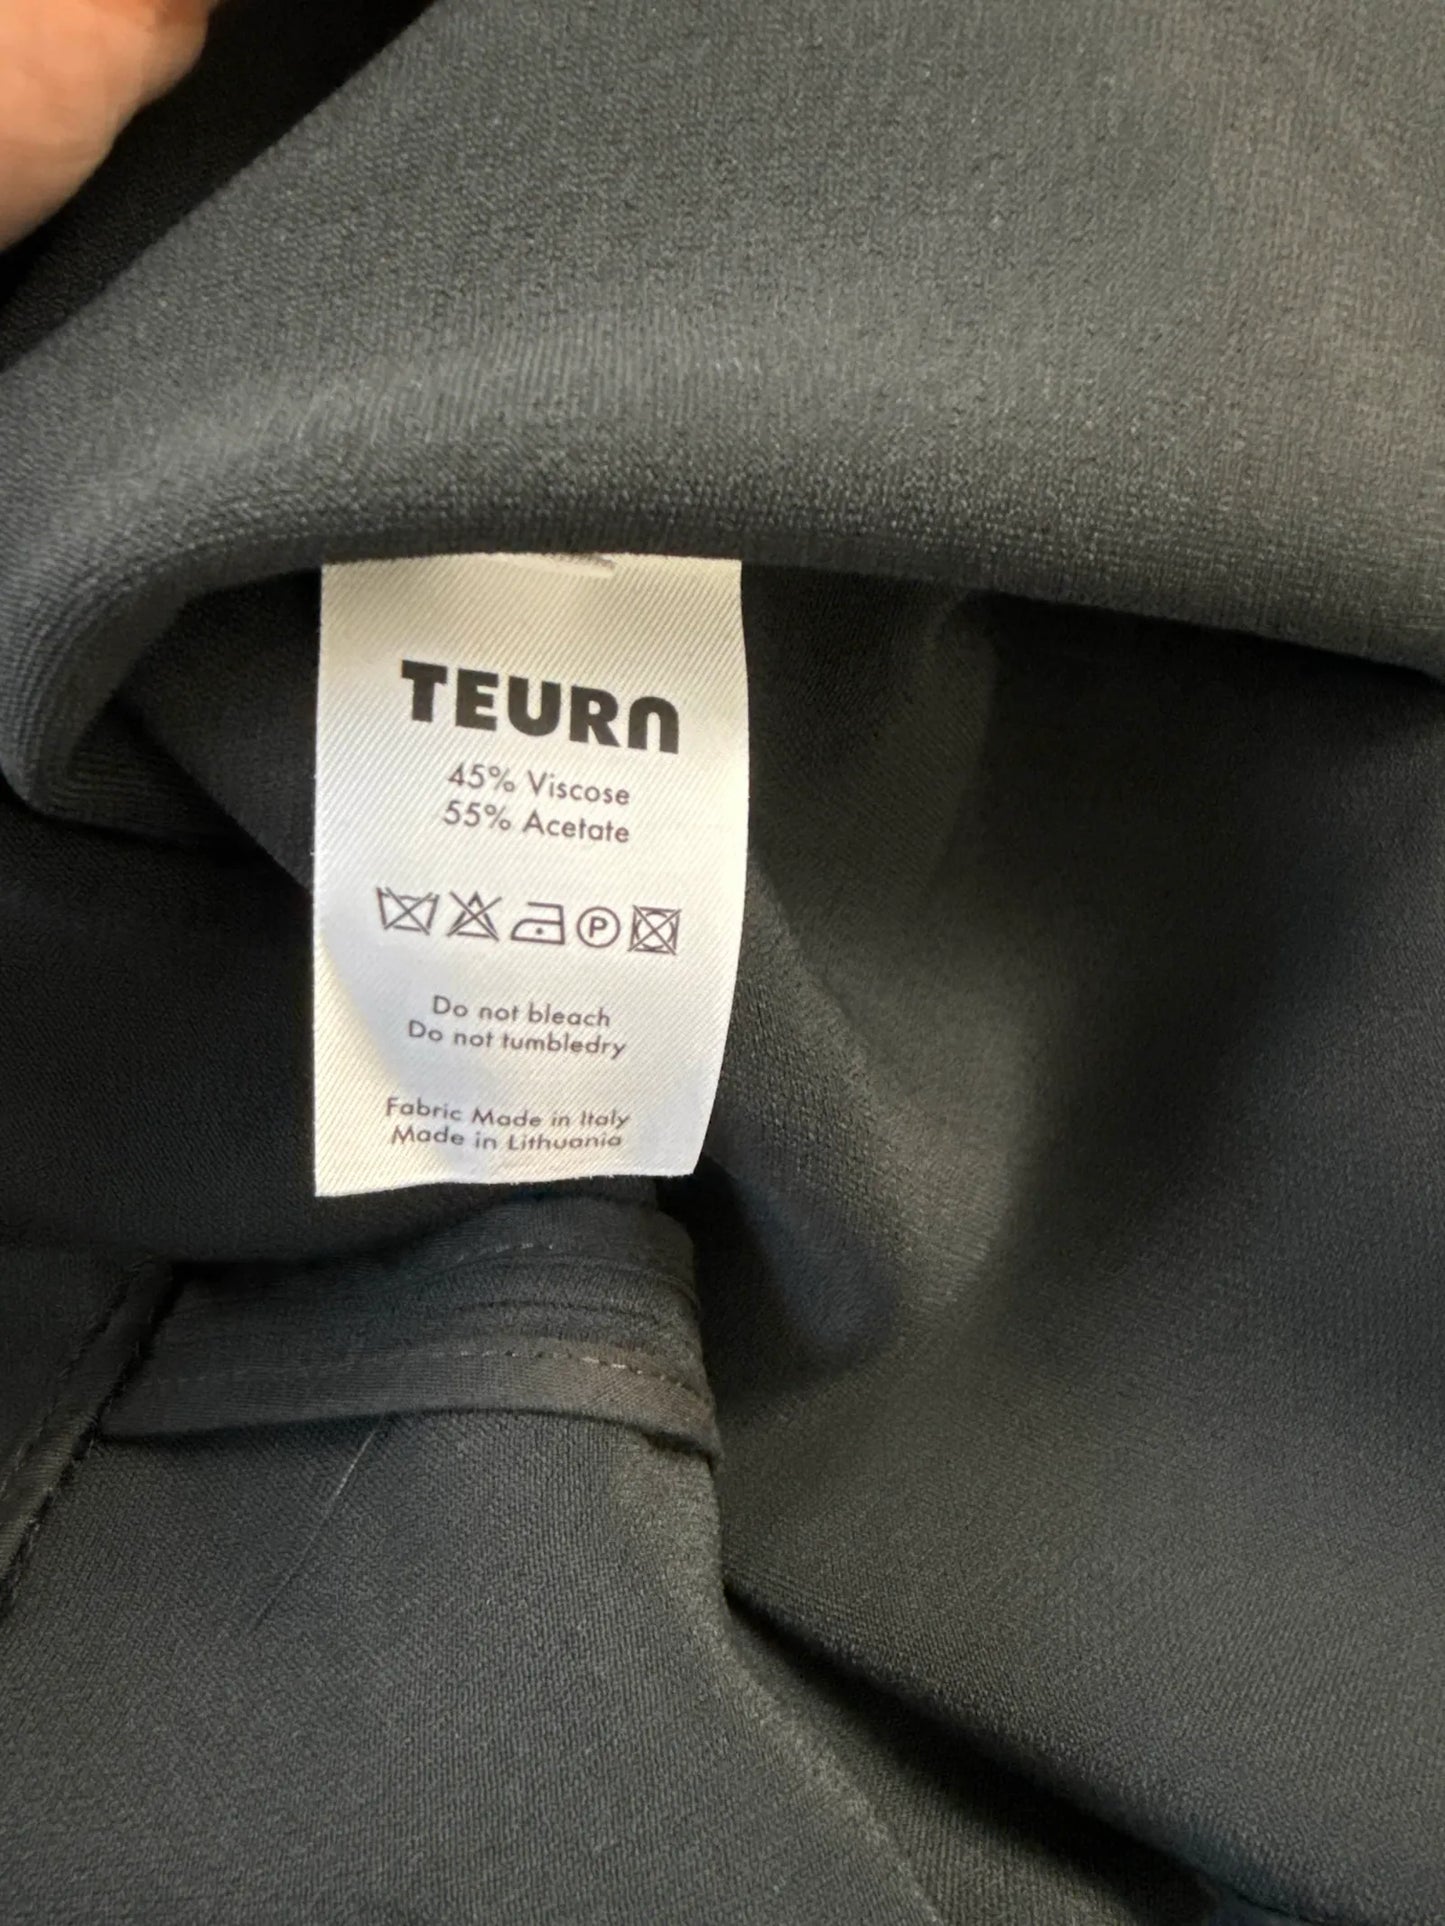 TEURN
45% Viscose
55% Acetate
P
Do not bleach
Do not tumbledry
Fabric Made in Italy
Made in Lithuania